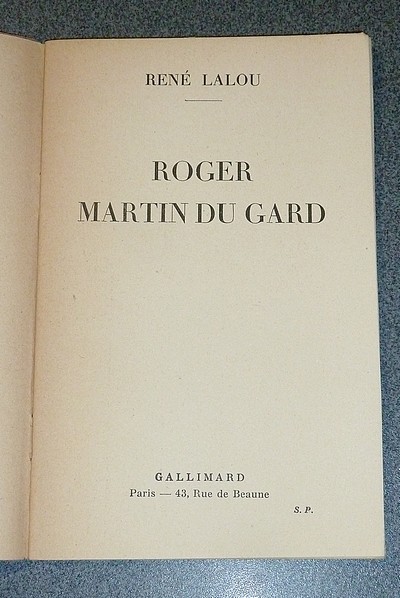 RENÉ LALOU
ROGER
MARTIN DU GARD
GALLIMARD
Paris — 43, Rue de Beaune
S. P.